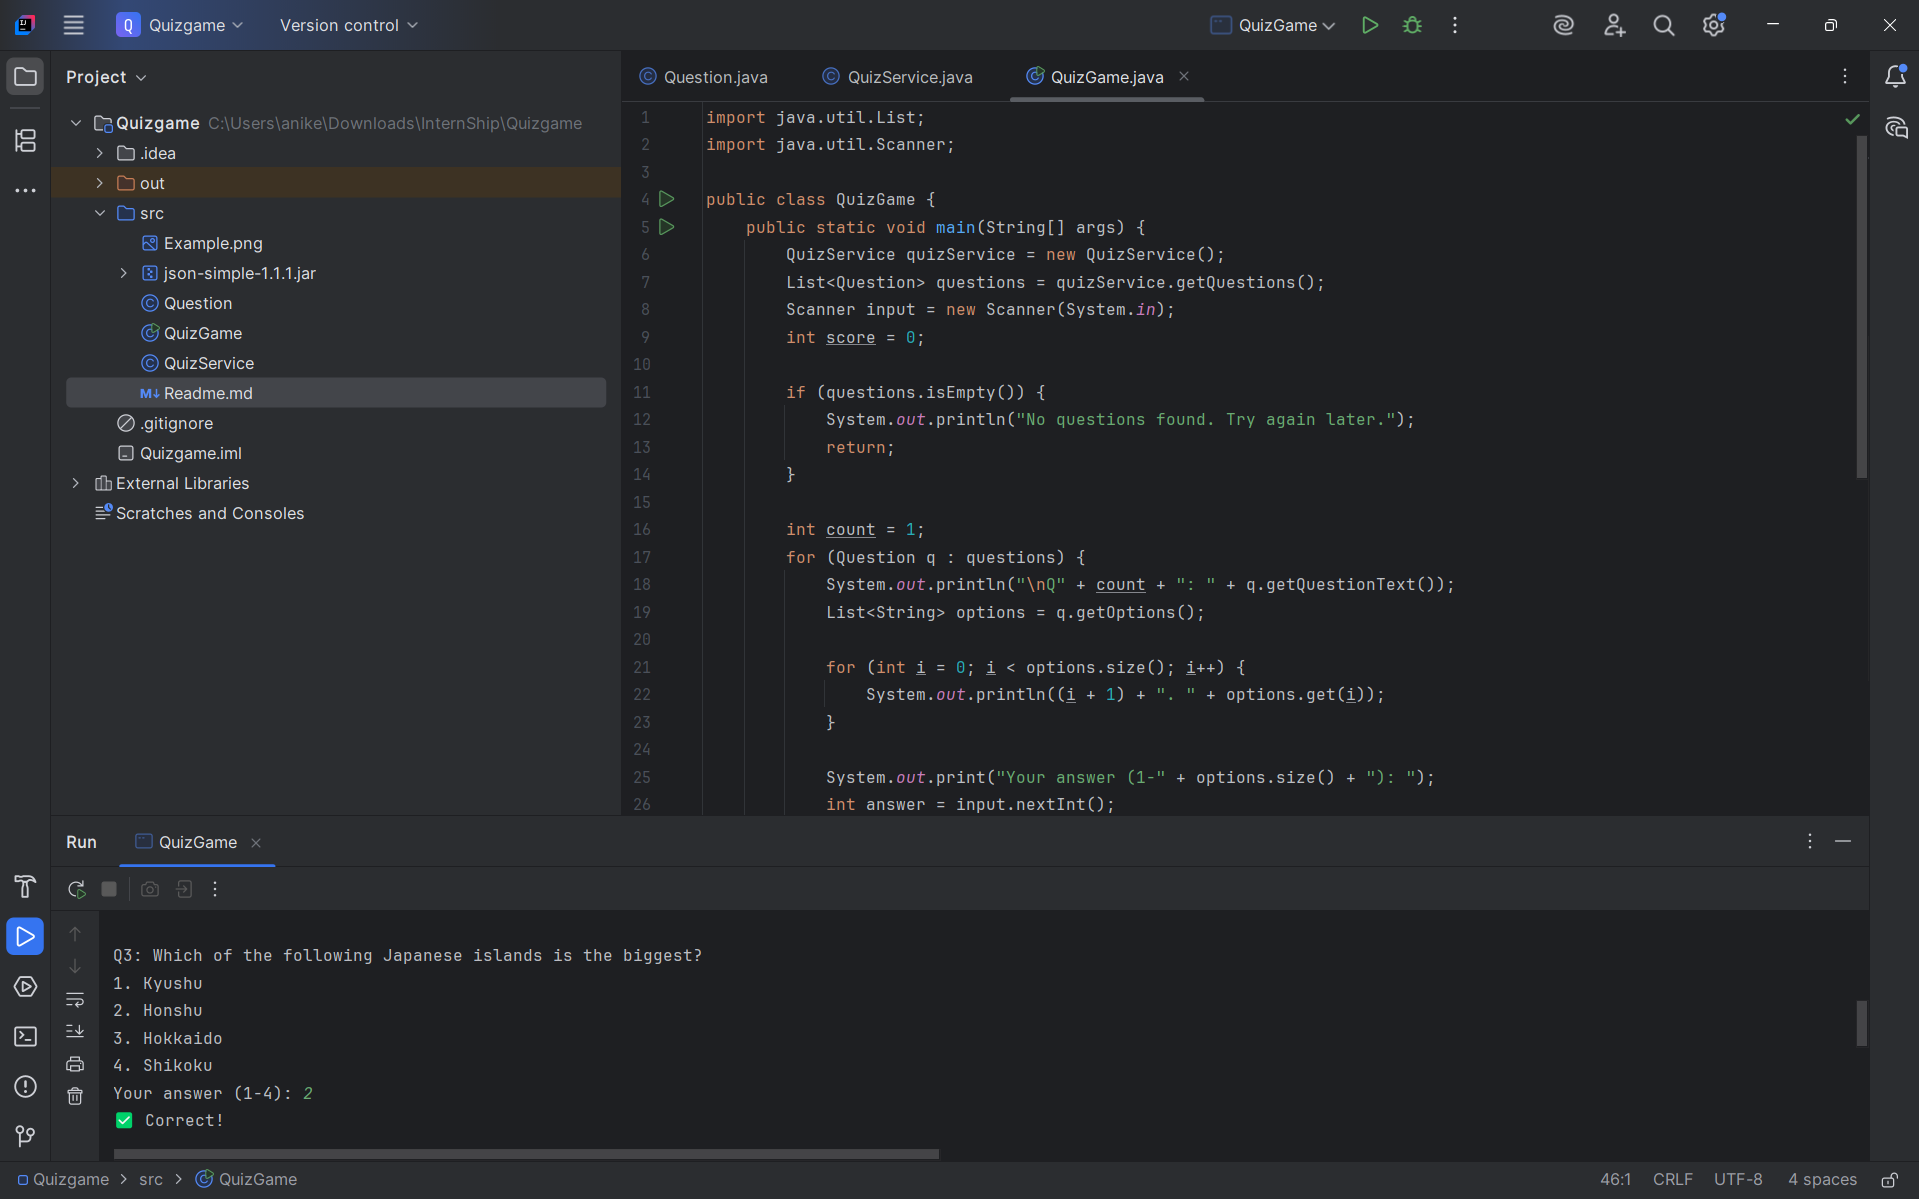 Q Quizgame Version control QuizGame
Project
Question.java QuizService.java QuizGame.java
Quizgame C:\Users\anike\Downloads\InternShip\Quizgame
.idea
out
src
Example.png
json-simple-1.1.1.jar
Question
QuizGame
QuizService
M↓ Readme.md
.gitignore
Quizgame.iml
External Libraries
Scratches and Consoles
1 import java.util.List;
2 import java.util.Scanner;
3
4 public class QuizGame {
5 public static void main(String[] args) {
6 QuizService quizService = new QuizService();
7 List<Question> questions = quizService.getQuestions();
8 Scanner input = new Scanner(System.in);
9 int score = 0;
10
11 if (questions.isEmpty()) {
12 System.out.println("No questions found. Try again later.");
13 return;
14 }
15
16 int count = 1;
17 for (Question q : questions) {
18 System.out.println("\nQ" + count + ": " + q.getQuestionText());
19 List<String> options = q.getOptions();
20
21 for (int i = 0; i < options.size(); i++) {
22 System.out.println((i + 1) + ". " + options.get(i));
23 }
24
25 System.out.print("Your answer (1-" + options.size() + "): ");
26 int answer = input.nextInt();
Run QuizGame
Q3: Which of the following Japanese islands is the biggest?
1. Kyushu
2. Honshu
3. Hokkaido
4. Shikoku
Your answer (1-4): 2
✅ Correct!
Quizgame > src > QuizGame 46:1 CRLF UTF-8 4 spaces